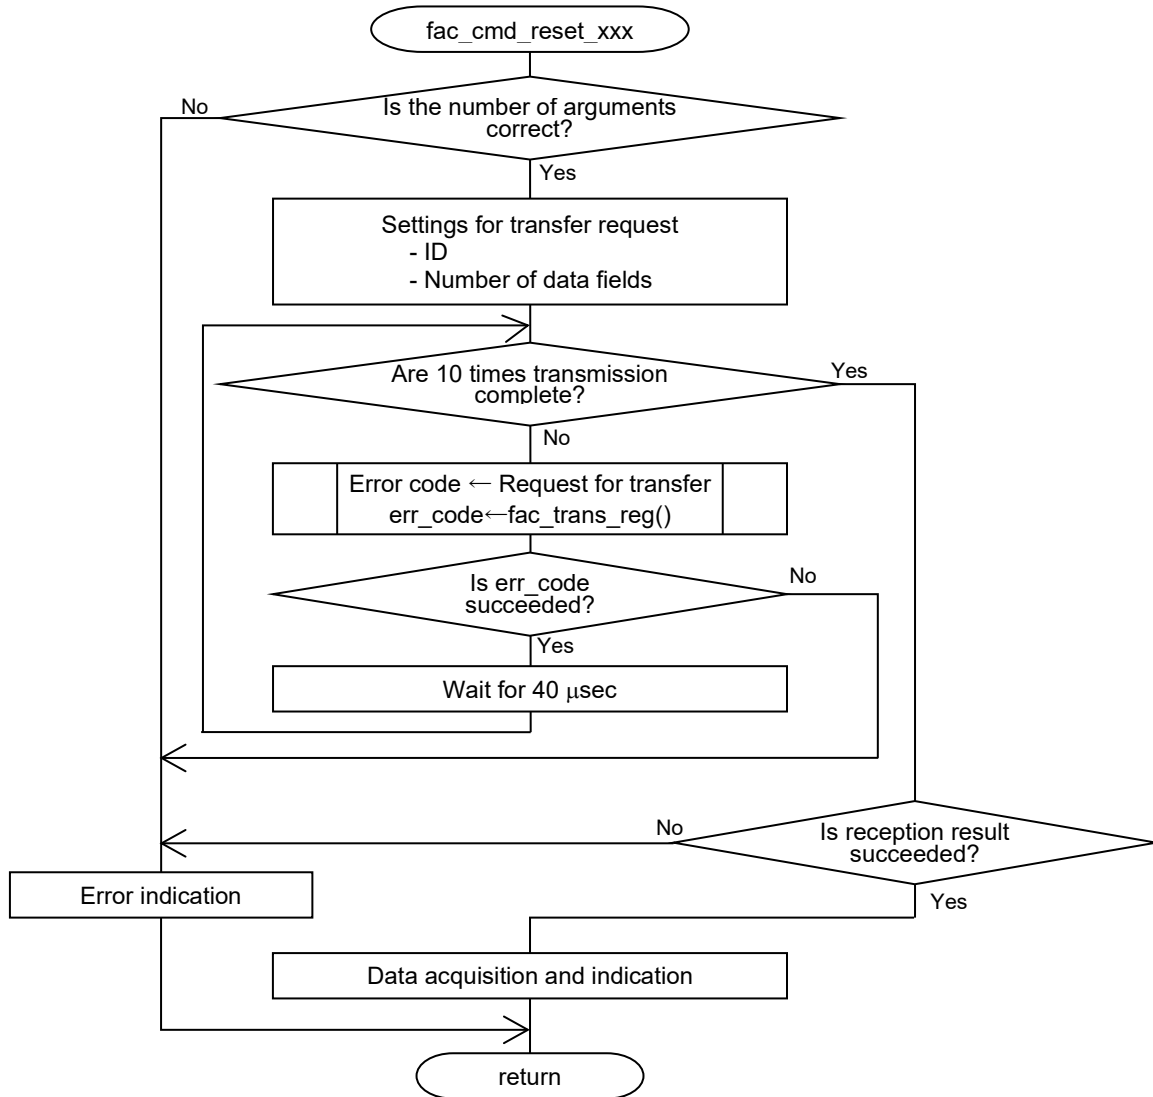 fac_cmd_reset_xxx
No
Is the number of arguments
correct?
Yes
Settings for transfer request
- ID
- Number of data fields
Are 10 times transmission
complete?
Yes
No
Error code ← Request for transfer
err_code←fac_trans_reg()
Is err_code
succeeded?
No
Yes
Wait for 40 μsec
No
Is reception result
succeeded?
Yes
Error indication
Data acquisition and indication
return